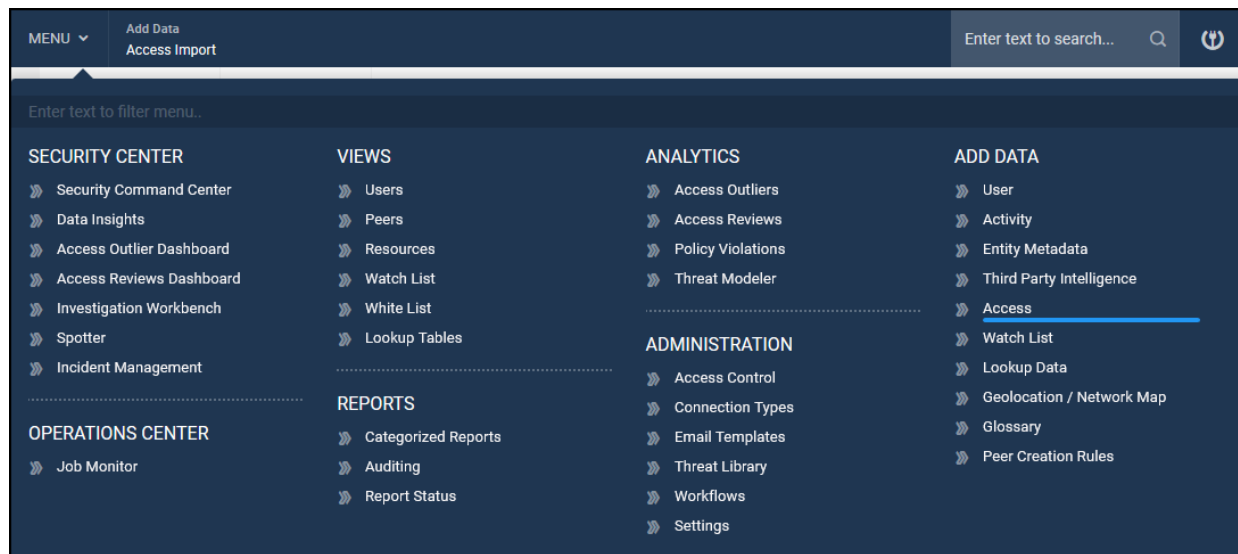 MENU
Add Data
Access Import
Enter text to search...
Enter text to filter menu..
SECURITY CENTER
Security Command Center
Data Insights
Access Outlier Dashboard
Access Reviews Dashboard
Investigation Workbench
Spotter
Incident Management
OPERATIONS CENTER
Job Monitor
VIEWS
Users
Peers
Resources
Watch List
White List
Lookup Tables
REPORTS
Categorized Reports
Auditing
Report Status
ANALYTICS
Access Outliers
Access Reviews
Policy Violations
Threat Modeler
ADMINISTRATION
Access Control
Connection Types
Email Templates
Threat Library
Workflows
Settings
ADD DATA
User
Activity
Entity Metadata
Third Party Intelligence
Access
Watch List
Lookup Data
Geolocation / Network Map
Glossary
Peer Creation Rules